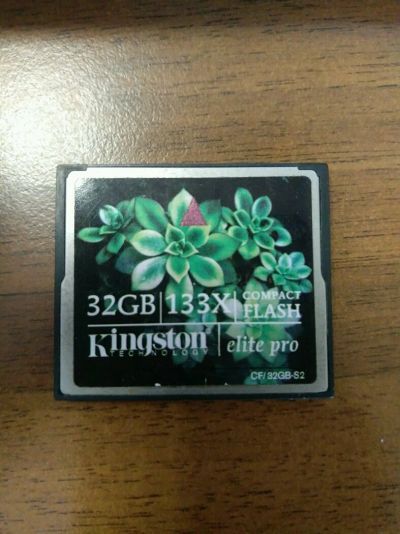 32GB 133X COMPACT FLASH
Kingston elite pro
TECHNOLOGY
CF/32GB-S2